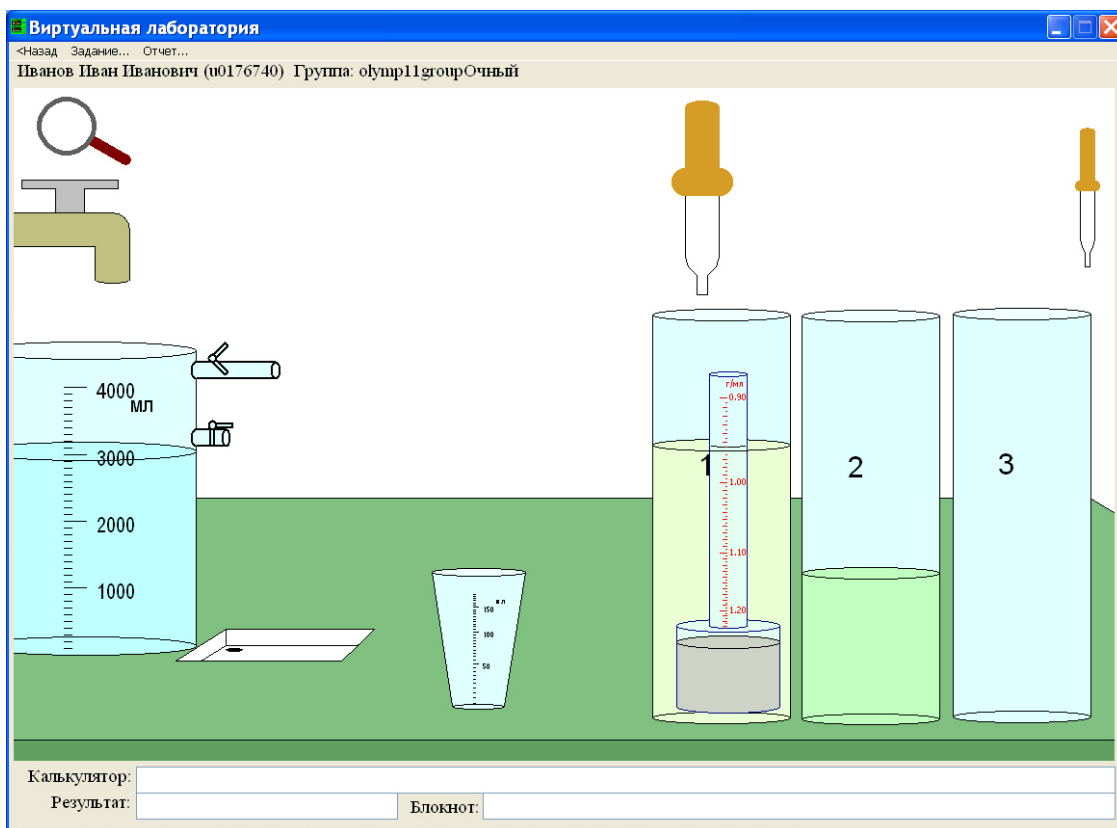 Виртуальная лаборатория
<Назад Задание... Отчет...
Иванов Иван Иванович (u0176740) Группа: olymp11groupОчный
4000
мл
3000
2000
1000
мл
150
100
50
г/мл
0.90
1.00
1.10
1.20
1
2
3
Калькулятор:
Результат:
Блокнот: